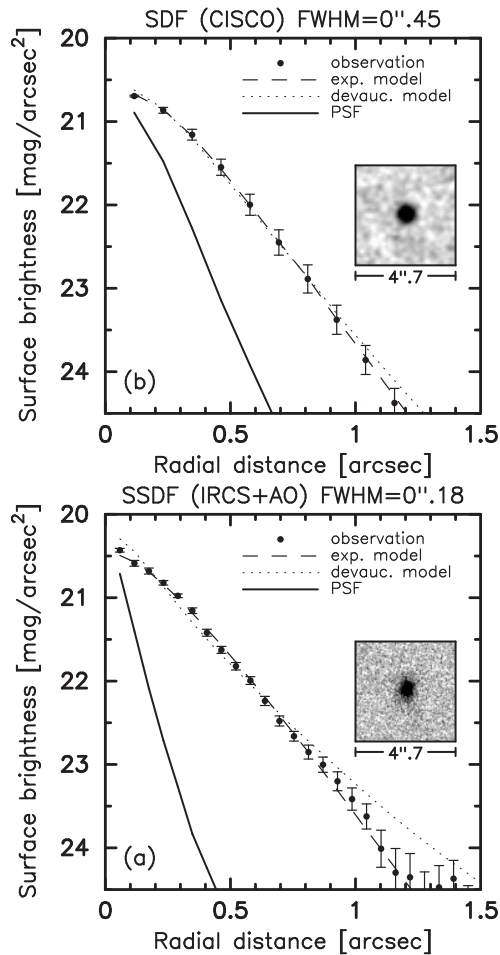 SDF (CISCO) FWHM=0".45
20
21
22
23
24
Surface brightness [mag/arcsec²]
observation
exp. model
devauc. model
PSF
4".7
(b)
0
0.5
1
1.5
Radial distance [arcsec]
SSDF (IRCS+AO) FWHM=0".18
20
21
22
23
24
Surface brightness [mag/arcsec²]
observation
exp. model
devauc. model
PSF
4".7
(a)
0
0.5
1
1.5
Radial distance [arcsec]